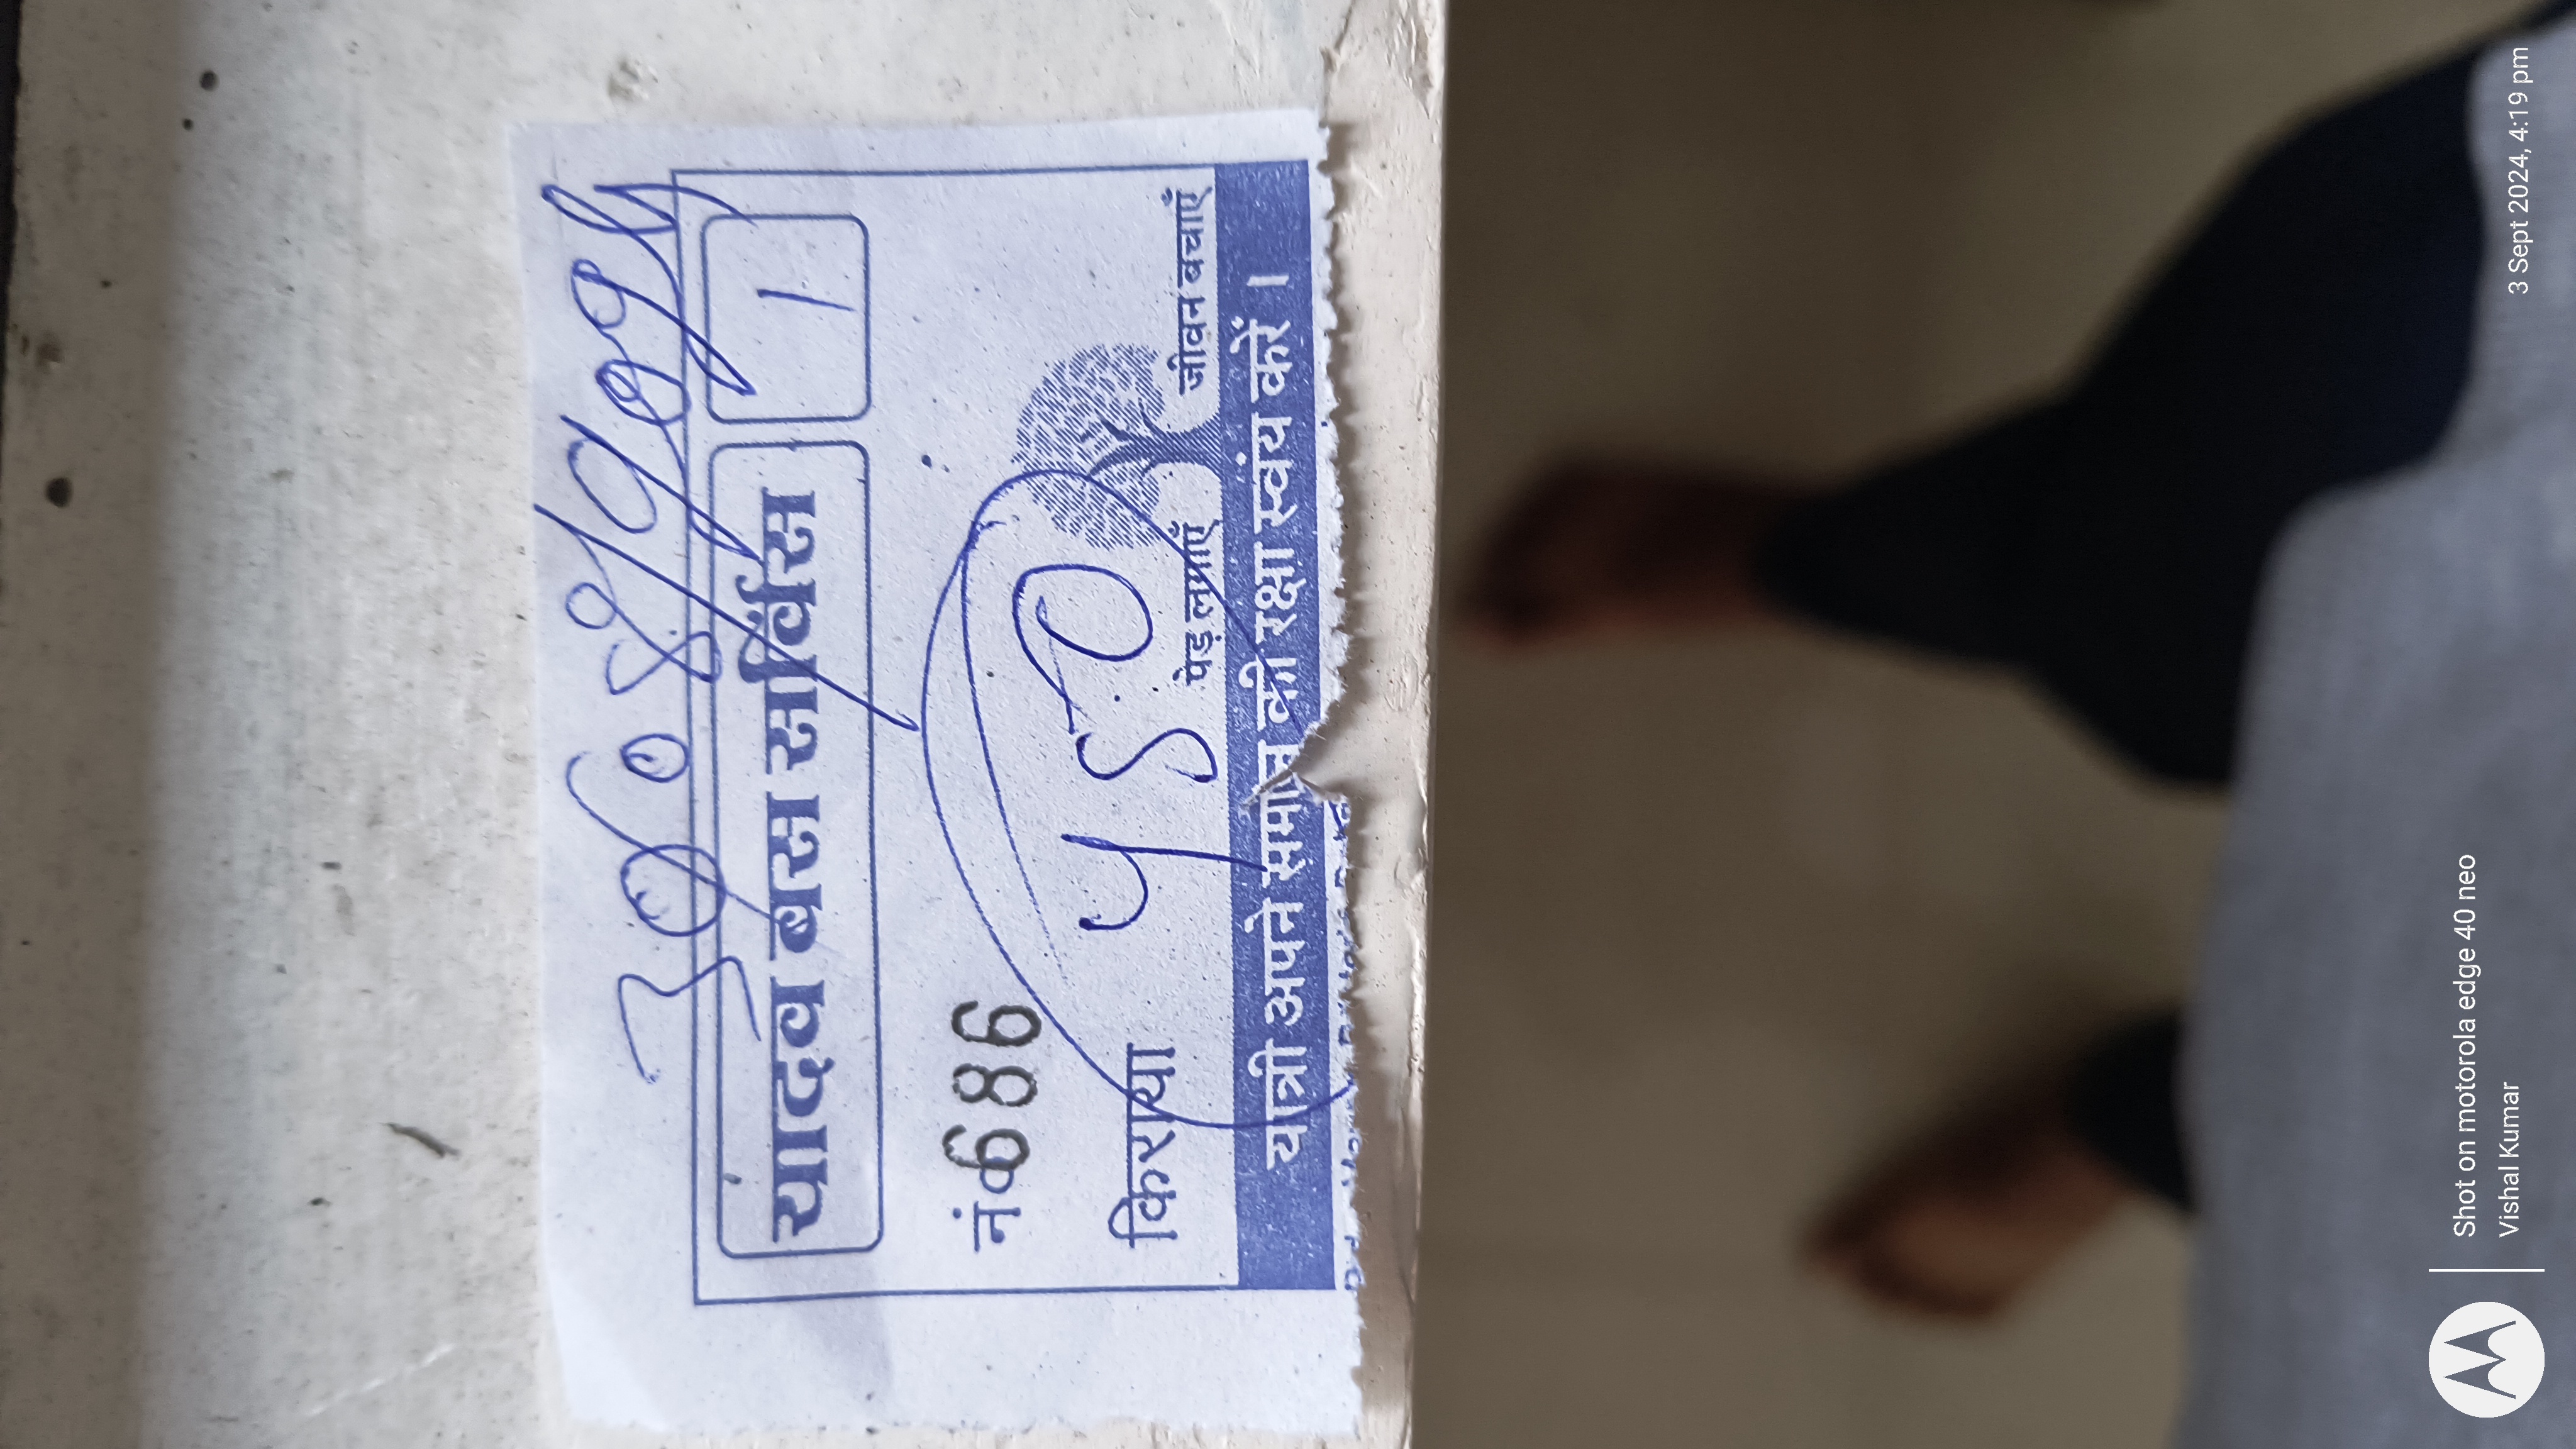 30/08/2024
यादव बस सर्विस
1
नं० 686
किराया 450
पेड़ लगाएँ जीवन बचाएँ
यात्री अपने समान की रक्षा स्वंय करें ।
Shot on motorola edge 40 neo
Vishal Kumar
3 Sept 2024, 4:19 pm